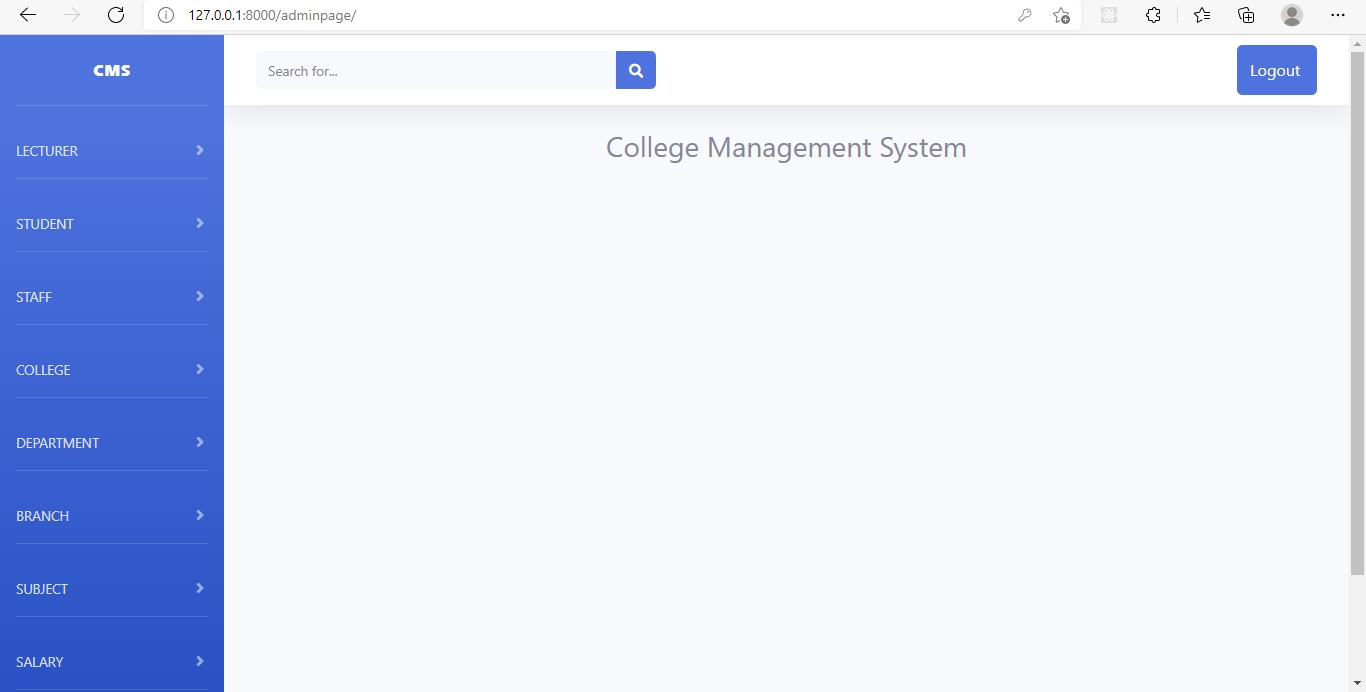 127.0.0.1:8000/adminpage/
CMS
Search for...
Logout
College Management System
LECTURER
STUDENT
STAFF
COLLEGE
DEPARTMENT
BRANCH
SUBJECT
SALARY